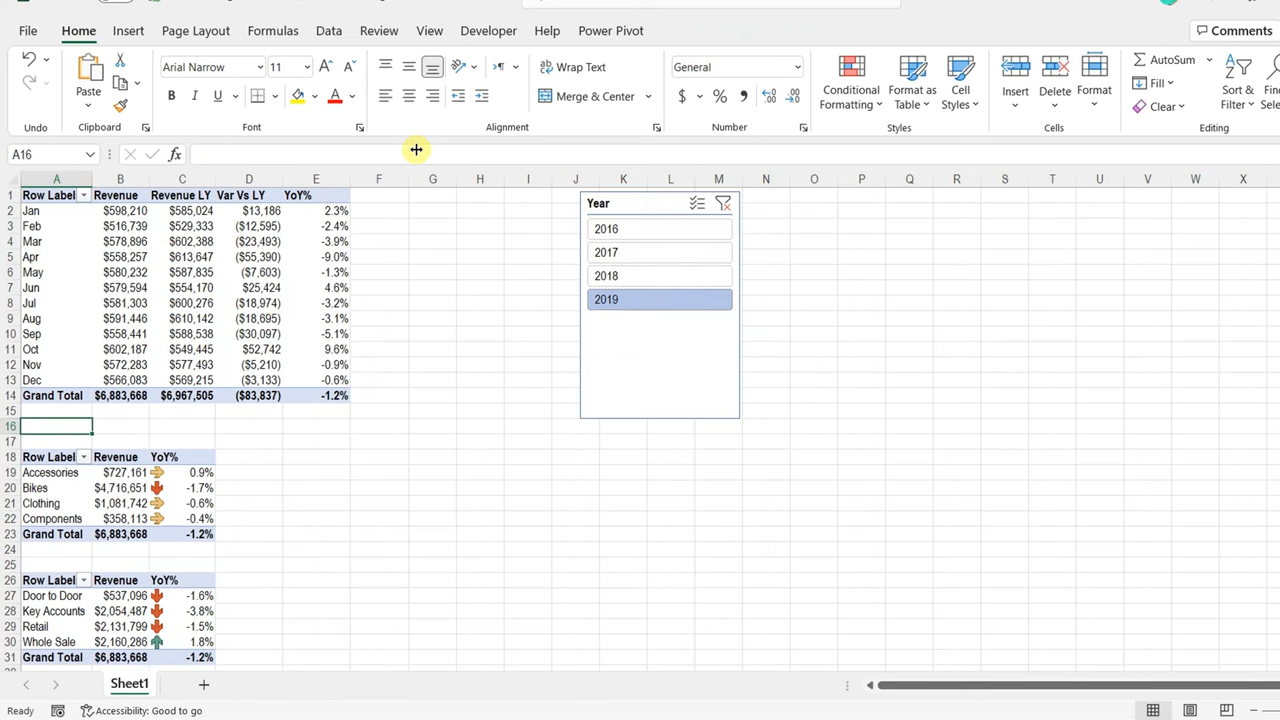 File Home Insert Page Layout Formulas Data Review View Developer Help Power Pivot Comments
Arial Narrow 11 Wrap Text General AutoSum
Paste Conditional Formatting Format as Table Cell Styles Insert Delete Format Fill Sort & Filter
B I U Merge & Center $ % Clear
Undo Clipboard Font Alignment Number Styles Cells Editing
A16 fx
A B C D E F G H I J K L M N O P Q R S T U V W X
1 Row Label Revenue Revenue LY Var Vs LY YoY%
2 Jan $598,210 $585,024 $13,186 2.3%
3 Feb $516,739 $529,333 ($12,595) -2.4%
4 Mar $578,896 $602,388 ($23,493) -3.9%
5 Apr $558,257 $613,647 ($55,390) -9.0%
6 May $580,232 $587,835 ($7,603) -1.3%
7 Jun $579,594 $554,170 $25,424 4.6%
8 Jul $581,303 $600,276 ($18,974) -3.2%
9 Aug $591,446 $610,142 ($18,695) -3.1%
10 Sep $558,441 $588,538 ($30,097) -5.1%
11 Oct $602,187 $549,445 $52,742 9.6%
12 Nov $572,283 $577,493 ($5,210) -0.9%
13 Dec $566,083 $569,215 ($3,133) -0.6%
14 Grand Total $6,883,668 $6,967,505 ($83,837) -1.2%
15
16
17
18 Row Label Revenue YoY%
19 Accessories $727,161 0.9%
20 Bikes $4,716,651 -1.7%
21 Clothing $1,081,742 -0.6%
22 Components $358,113 -0.4%
23 Grand Total $6,883,668 -1.2%
24
25
26 Row Label Revenue YoY%
27 Door to Door $537,096 -1.6%
28 Key Accounts $2,054,487 -3.8%
29 Retail $2,131,799 -1.5%
30 Whole Sale $2,160,286 1.8%
31 Grand Total $6,883,668 -1.2%
Year
2016
2017
2018
2019
Sheet1
Ready Accessibility: Good to go